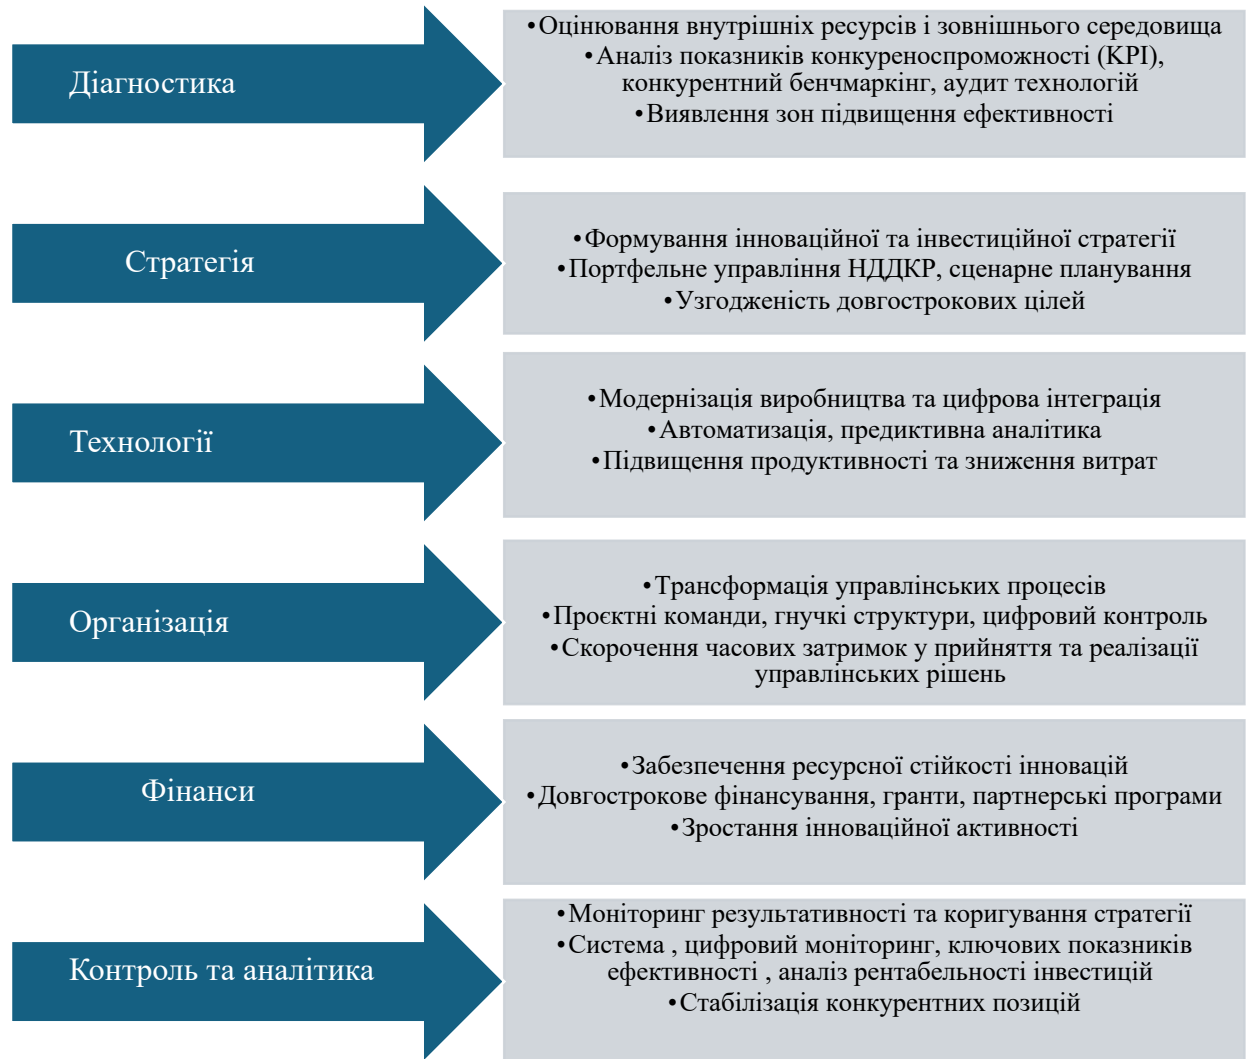 Діагностика
•Оцінювання внутрішніх ресурсів і зовнішнього середовища
•Аналіз показників конкуреноспроможності (KPI),
конкурентний бенчмаркінг, аудит технологій
•Виявлення зон підвищення ефективності
Стратегія
•Формування інноваційної та інвестиційної стратегії
•Портфельне управління НДДКР, сценарне планування
•Узгодженість довгострокових цілей
Технології
•Модернізація виробництва та цифрова інтеграція
•Автоматизація, предиктивна аналітика
•Підвищення продуктивності та зниження витрат
Організація
•Трансформація управлінських процесів
•Проєктні команди, гнучкі структури, цифровий контроль
•Скорочення часових затримок у прийняття та реалізації
управлінських рішень
Фінанси
•Забезпечення ресурсної стійкості інновацій
•Довгострокове фінансування, гранти, партнерські програми
•Зростання інноваційної активності
Контроль та аналітика
•Моніторинг результативності та коригування стратегії
•Система , цифровий моніторинг, ключових показників
ефективності , аналіз рентабельності інвестицій
•Стабілізація конкурентних позицій